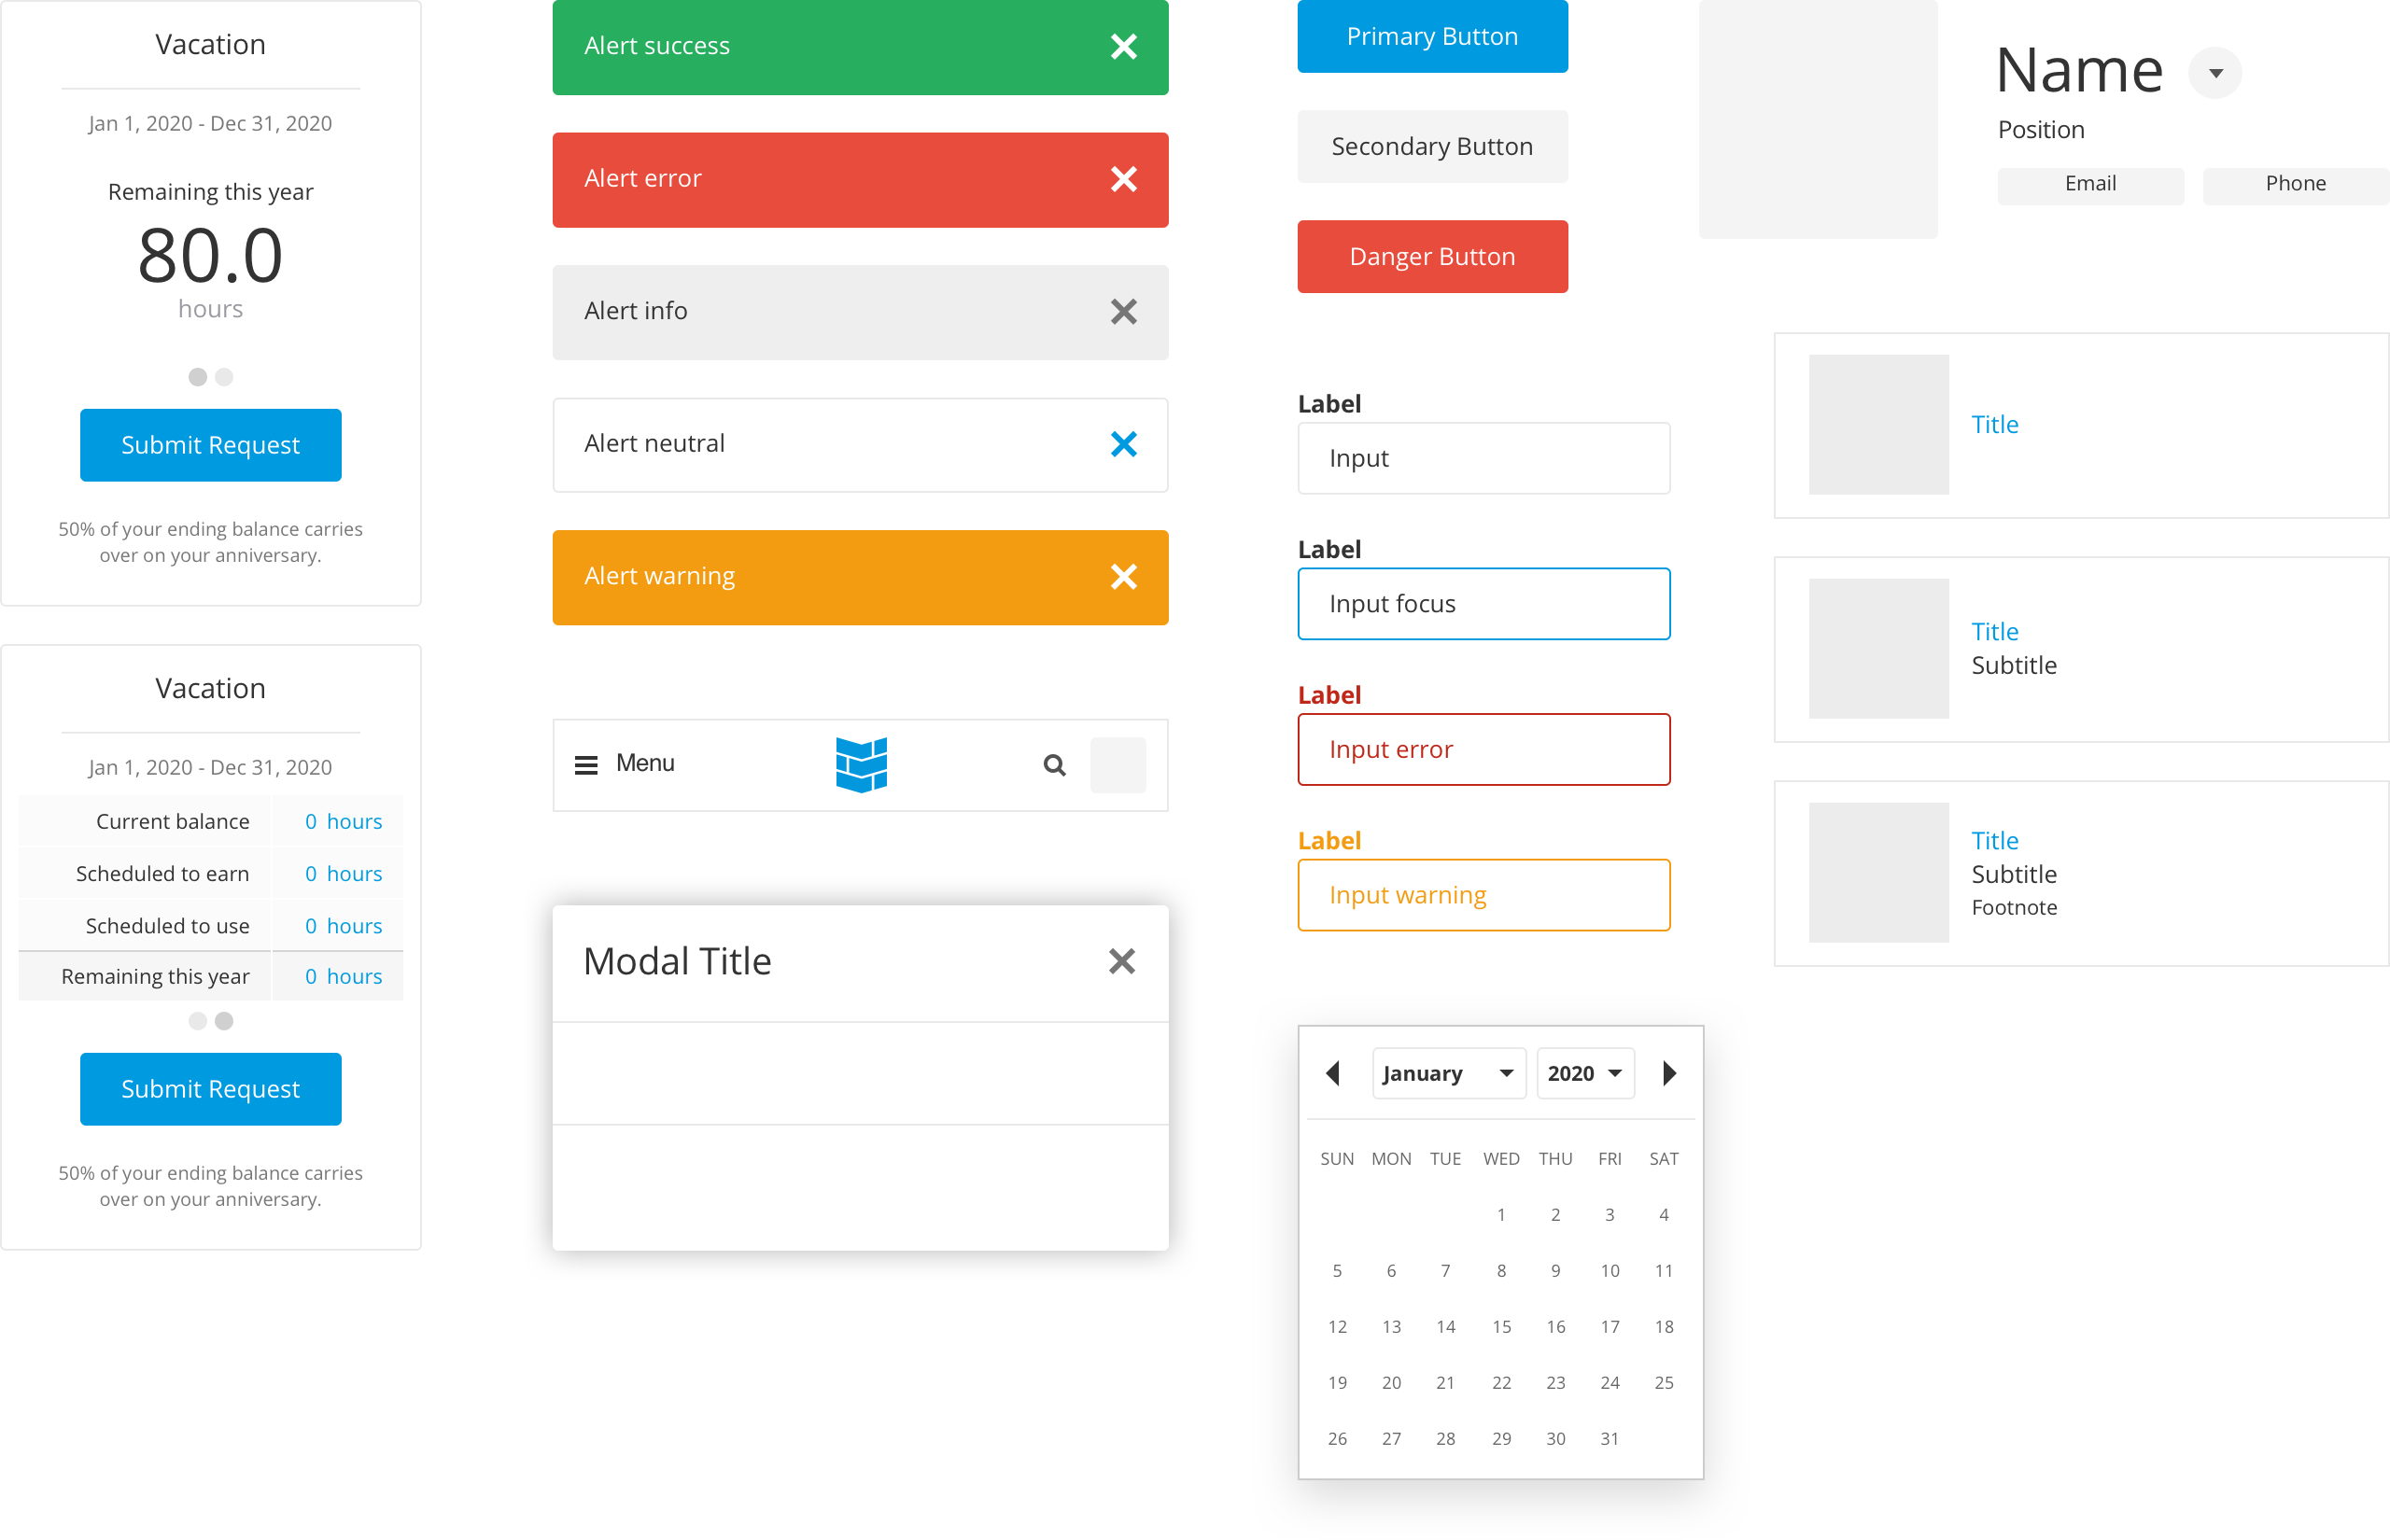 Vacation
Jan 1, 2020 - Dec 31, 2020
Remaining this year
80.0
hours
Submit Request
50% of your ending balance carries
over on your anniversary.
Vacation
Jan 1, 2020 - Dec 31, 2020
Current balance 0 hours
Scheduled to earn 0 hours
Scheduled to use 0 hours
Remaining this year 0 hours
Submit Request
50% of your ending balance carries
over on your anniversary.
Alert success
Alert error
Alert info
Alert neutral
Alert warning
Menu
Modal Title
Primary Button
Secondary Button
Danger Button
Label
Input
Label
Input focus
Label
Input error
Label
Input warning
January 2020
SUN MON TUE WED THU FRI SAT
1 2 3 4
5 6 7 8 9 10 11
12 13 14 15 16 17 18
19 20 21 22 23 24 25
26 27 28 29 30 31
Name
Position
Email Phone
Title
Title
Subtitle
Title
Subtitle
Footnote